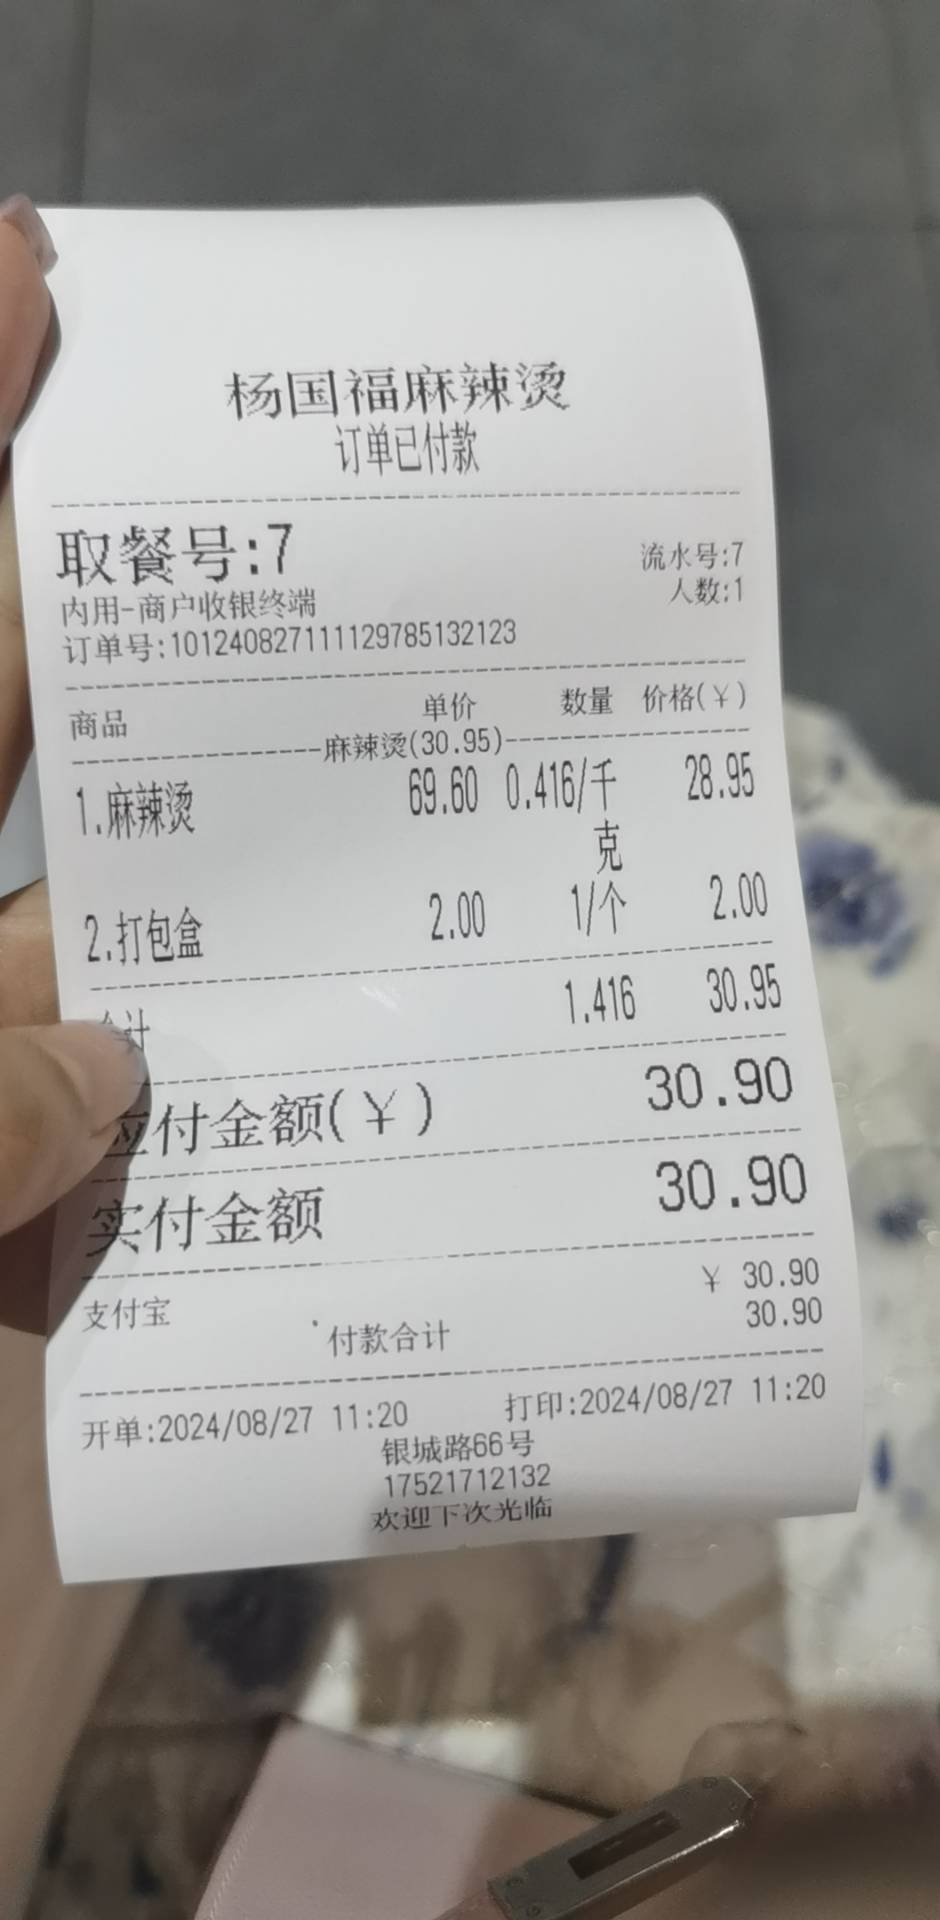 杨国福麻辣烫
订单已付款
取餐号:7
流水号:7
内用-商户收银终端
人数:1
订单号:101240827111129785132123
商品 单价 数量 价格(￥)
麻辣烫(30.95)
1.麻辣烫 69.60 0.416/千克 28.95
2.打包盒 2.00 1/个 2.00
合计 1.416 30.95
应付金额(￥) 30.90
实付金额 30.90
支付宝 ￥ 30.90
付款合计 30.90
开单:2024/08/27 11:20 打印:2024/08/27 11:20
银城路66号
17521712132
欢迎下次光临